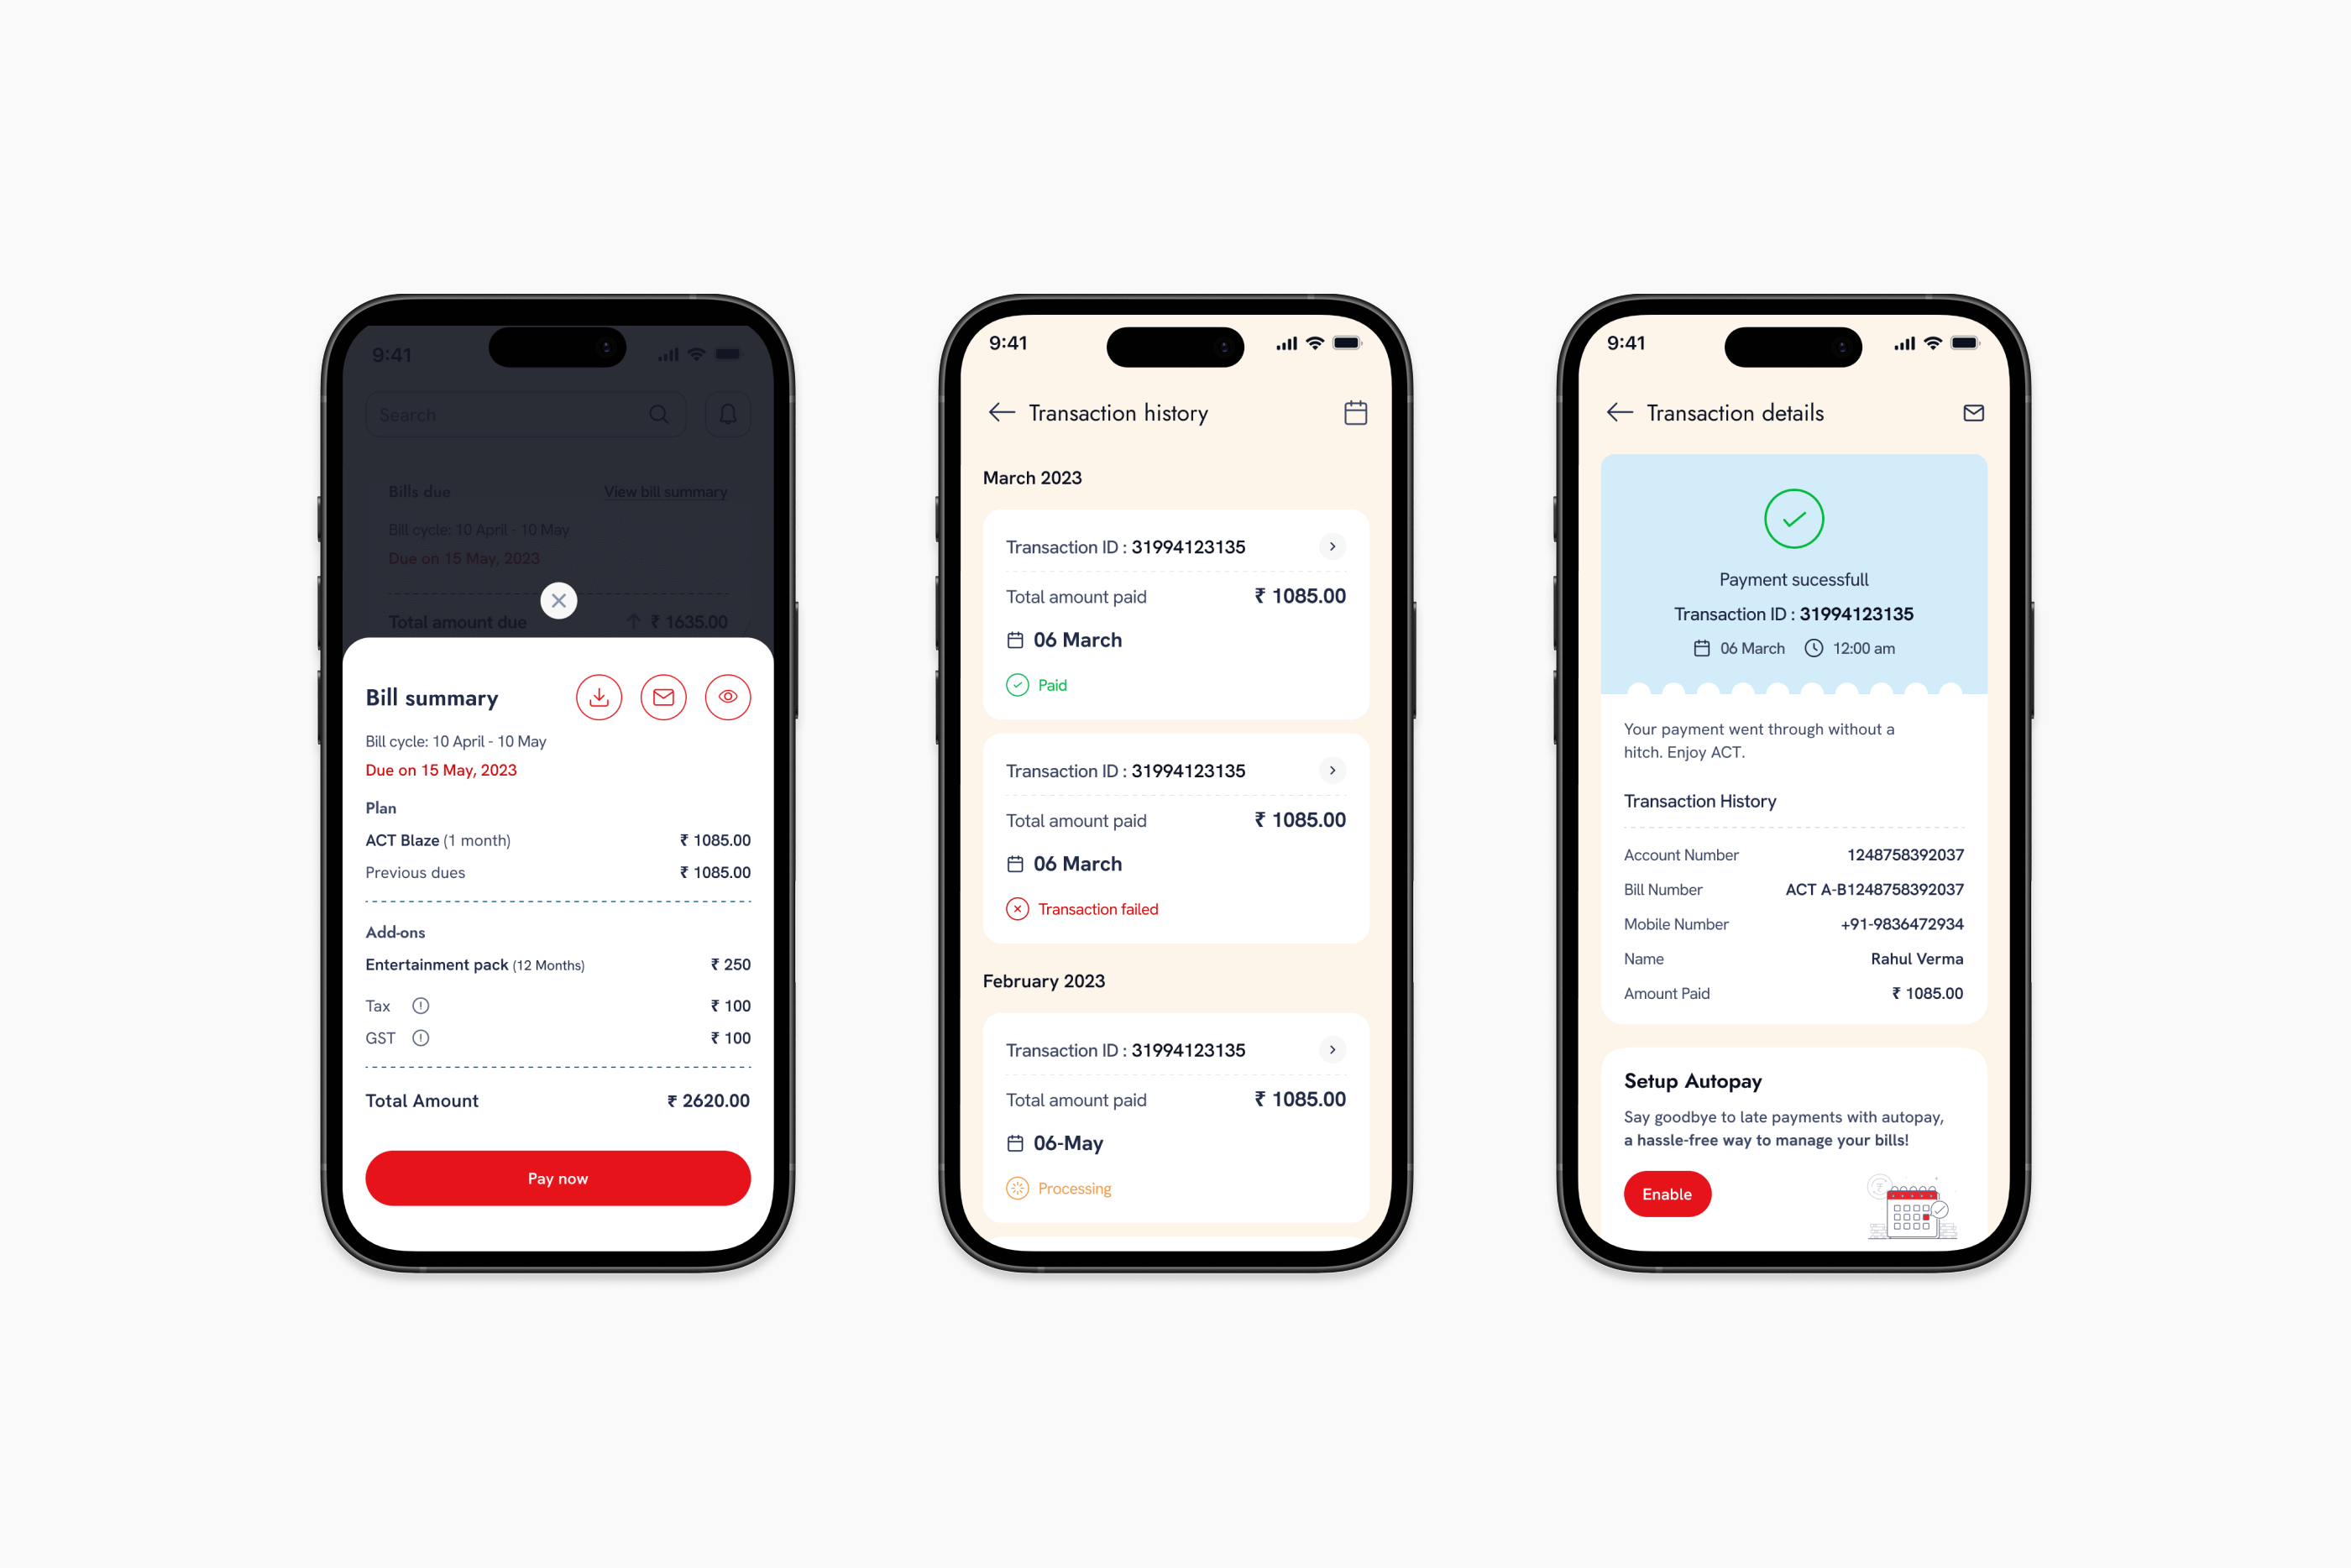 9:41
Search
Bills due View bill summary
Bill cycle: 10 April - 10 May
Due on 15 May, 2023
Total amount due ₹ 1635.00
Bill summary
Bill cycle: 10 April - 10 May
Due on 15 May, 2023
Plan
ACT Blaze (1 month) ₹ 1085.00
Previous dues ₹ 1085.00
Add-ons
Entertainment pack (12 Months) ₹ 250
Tax ₹ 100
GST ₹ 100
Total Amount ₹ 2620.00
Pay now
9:41
Transaction history
March 2023
Transaction ID : 31994123135
Total amount paid ₹ 1085.00
06 March
Paid
Transaction ID : 31994123135
Total amount paid ₹ 1085.00
06 March
Transaction failed
February 2023
Transaction ID : 31994123135
Total amount paid ₹ 1085.00
06-May
Processing
9:41
Transaction details
Payment sucessfull
Transaction ID : 31994123135
06 March 12:00 am
Your payment went through without a
hitch. Enjoy ACT.
Transaction History
Account Number 1248758392037
Bill Number ACT A-B1248758392037
Mobile Number +91-9836472934
Name Rahul Verma
Amount Paid ₹ 1085.00
Setup Autopay
Say goodbye to late payments with autopay,
a hassle-free way to manage your bills!
Enable